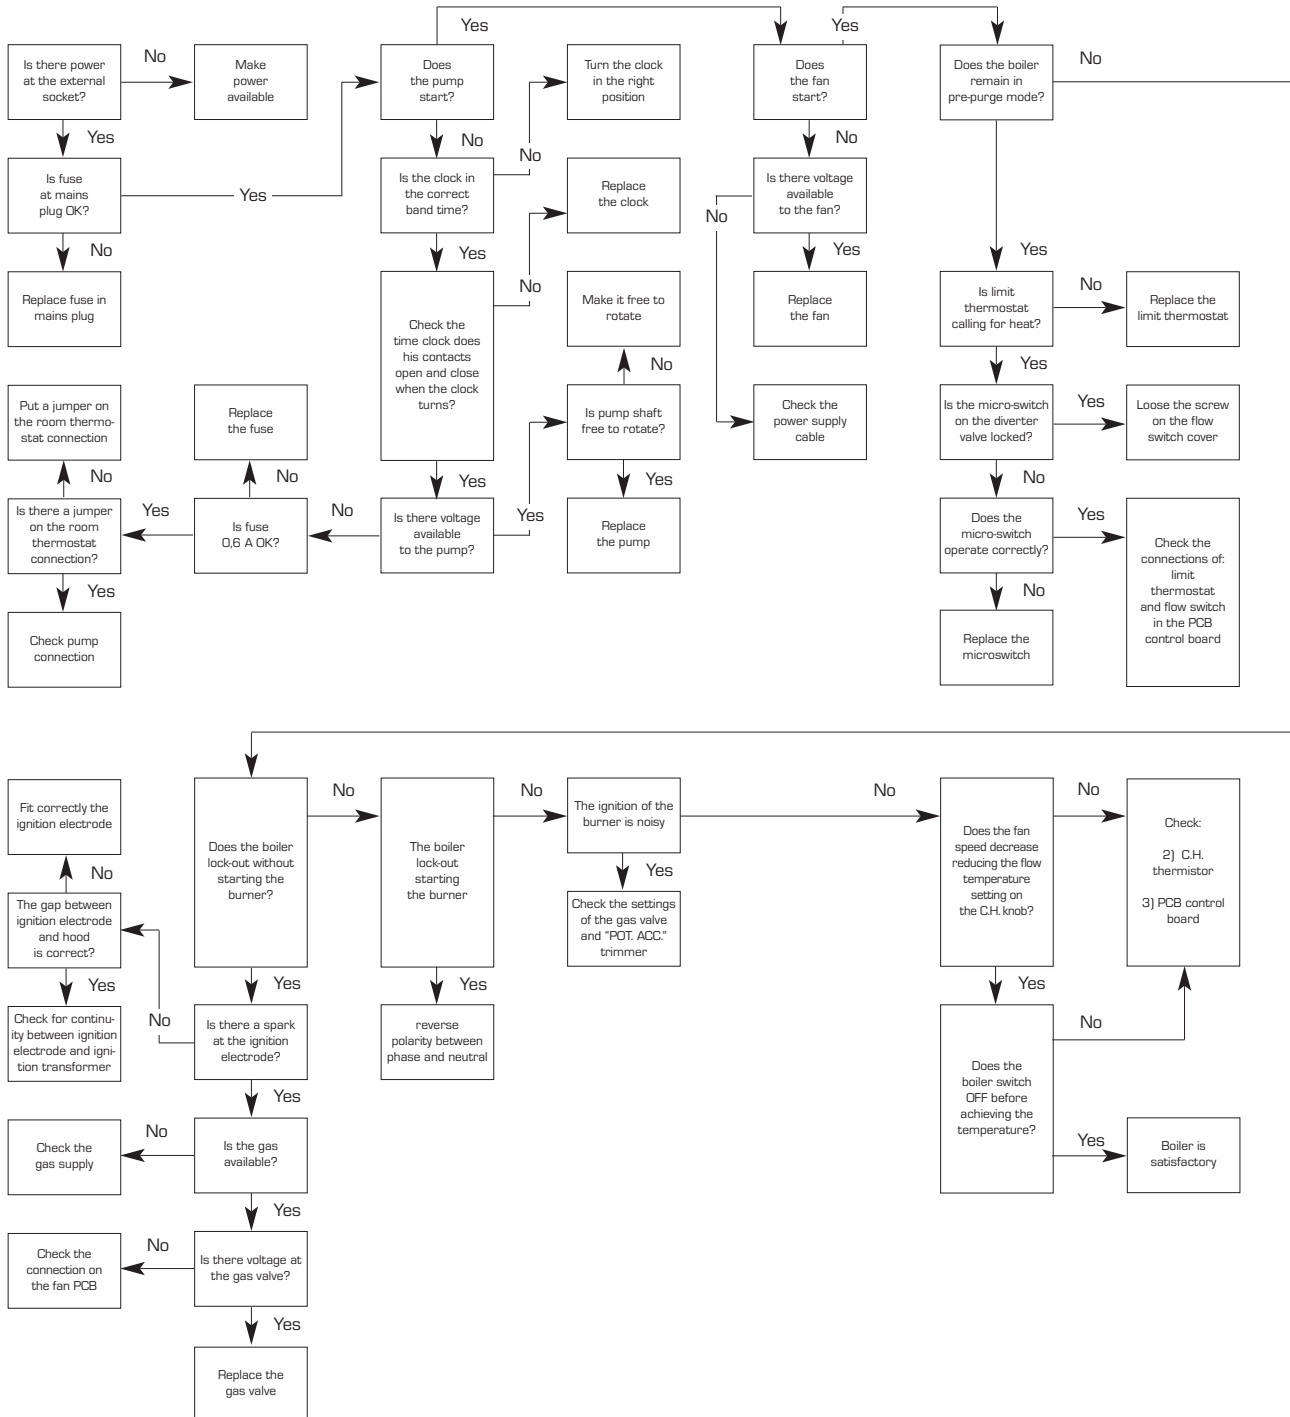 Yes
Yes
Is there power
at the external
socket?
No
Make
power
available
Does
the pump
start?
Turn the clock
in the right
position
Does
the fan
start?
Does the boiler
remain in
pre-purge mode?
No
Yes
No
No
No
Is fuse
at mains
plug OK?
Yes
Is the clock in
the correct
band time?
Replace
the clock
Is there voltage
available
to the fan?
No
No
Yes
Yes
Yes
Replace fuse in
mains plug
No
Make it free to
rotate
Replace
the fan
Is limit
thermostat
calling for heat?
No
Replace the
limit thermostat
Check the
time clock does
his contacts
open and close
when the clock
turns?
No
Yes
Put a jumper on
the room thermo-
stat connection
Replace
the fuse
Is pump shaft
free to rotate?
Check the
power supply
cable
Is the micro-switch
on the diverter
valve locked?
Yes
Loose the screw
on the flow
switch cover
No
No
Yes
Yes
No
Is there a jumper
on the room
thermostat
connection?
Yes
Is fuse
0,6 A OK?
No
Is there voltage
available
to the pump?
Yes
Replace
the pump
Does the
micro-switch
operate correctly?
Yes
Check the
connections of:
limit
thermostat
and flow switch
in the PCB
control board
Yes
No
Check pump
connection
Replace the
microswitch
Fit correctly the
ignition electrode
No
No
The ignition of the
burner is noisy
No
No
Does the boiler
lock-out without
starting the
burner?
The boiler
lock-out
starting
the burner
Does the fan
speed decrease
reducing the flow
temperature
setting on
the C.H. knob?
Check:
2) C.H.
thermistor
3) PCB control
board
No
Yes
The gap between
ignition electrode
and hood
is correct?
Check the settings
of the gas valve
and "POT. ACC."
trimmer
Yes
Yes
Yes
Yes
Check for continu-
ity between ignition
electrode and igni-
tion transformer
No
Is there a spark
at the ignition
electrode?
reverse
polarity between
phase and neutral
No
Does the
boiler switch
OFF before
achieving the
temperature?
Yes
Check the
gas supply
No
Is the gas
available?
Yes
Boiler is
satisfactory
Yes
Check the
connection on
the fan PCB
No
Is there voltage at
the gas valve?
Yes
Replace the
gas valve